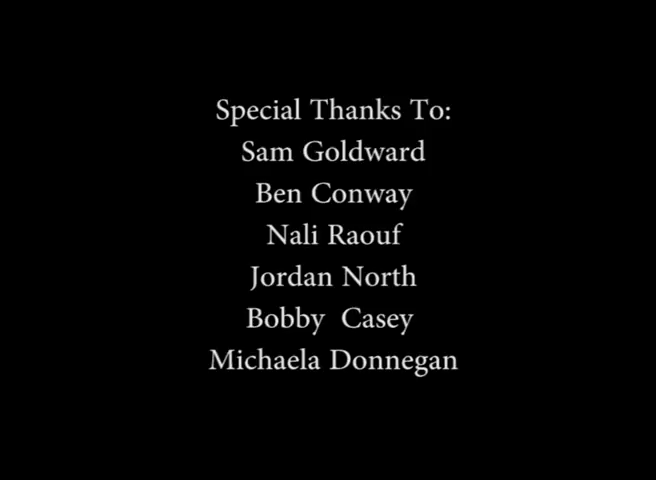 Special Thanks To:
Sam Goldward
Ben Conway
Nali Raouf
Jordan North
Bobby  Casey
Michaela Donnegan